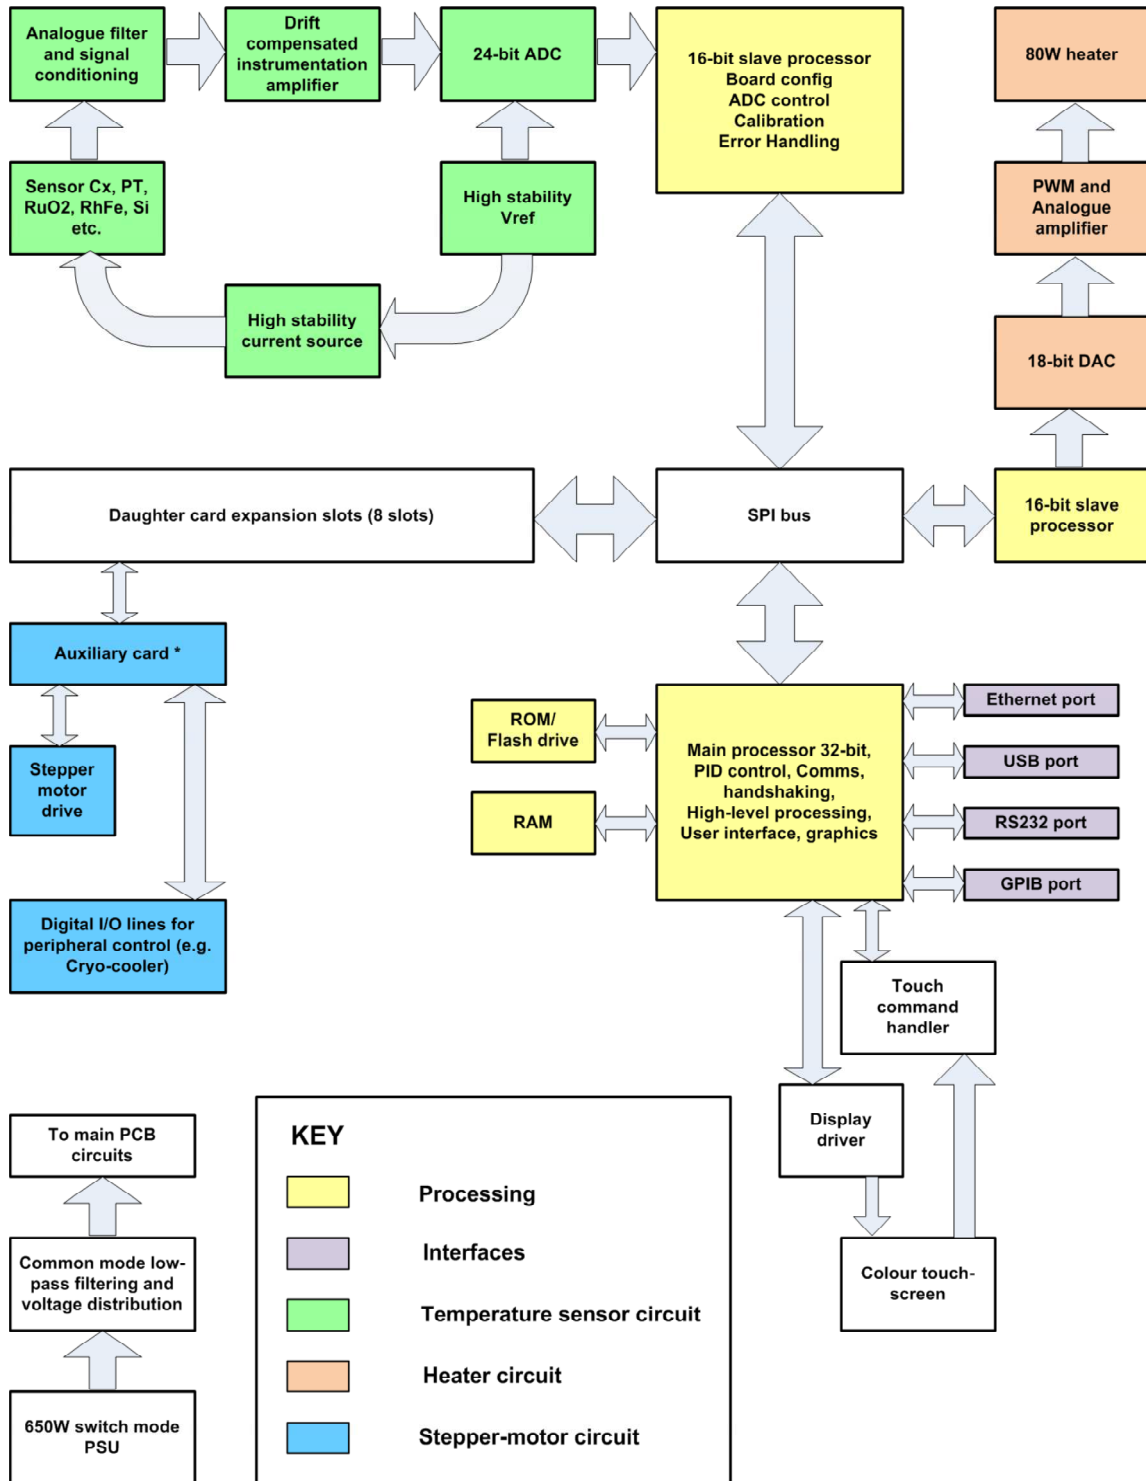 Analogue filter
and signal
conditioning
Drift
compensated
instrumentation
amplifier
24-bit ADC
16-bit slave processor
Board config
ADC control
Calibration
Error Handling
80W heater
Sensor Cx, PT,
RuO2, RhFe, Si
etc.
High stability
Vref
PWM and
Analogue
amplifier
High stability
current source
18-bit DAC
Daughter card expansion slots (8 slots)
SPI bus
16-bit slave
processor
Auxiliary card *
Stepper
motor
drive
Digital I/O lines for
peripheral control (e.g.
Cryo-cooler)
ROM/
Flash drive
RAM
Main processor 32-bit,
PID control, Comms,
handshaking,
High-level processing,
User interface, graphics
Ethernet port
USB port
RS232 port
GPIB port
Touch
command
handler
Display
driver
Colour touch-
screen
To main PCB
circuits
Common mode low-
pass filtering and
voltage distribution
650W switch mode
PSU
KEY
Processing
Interfaces
Temperature sensor circuit
Heater circuit
Stepper-motor circuit